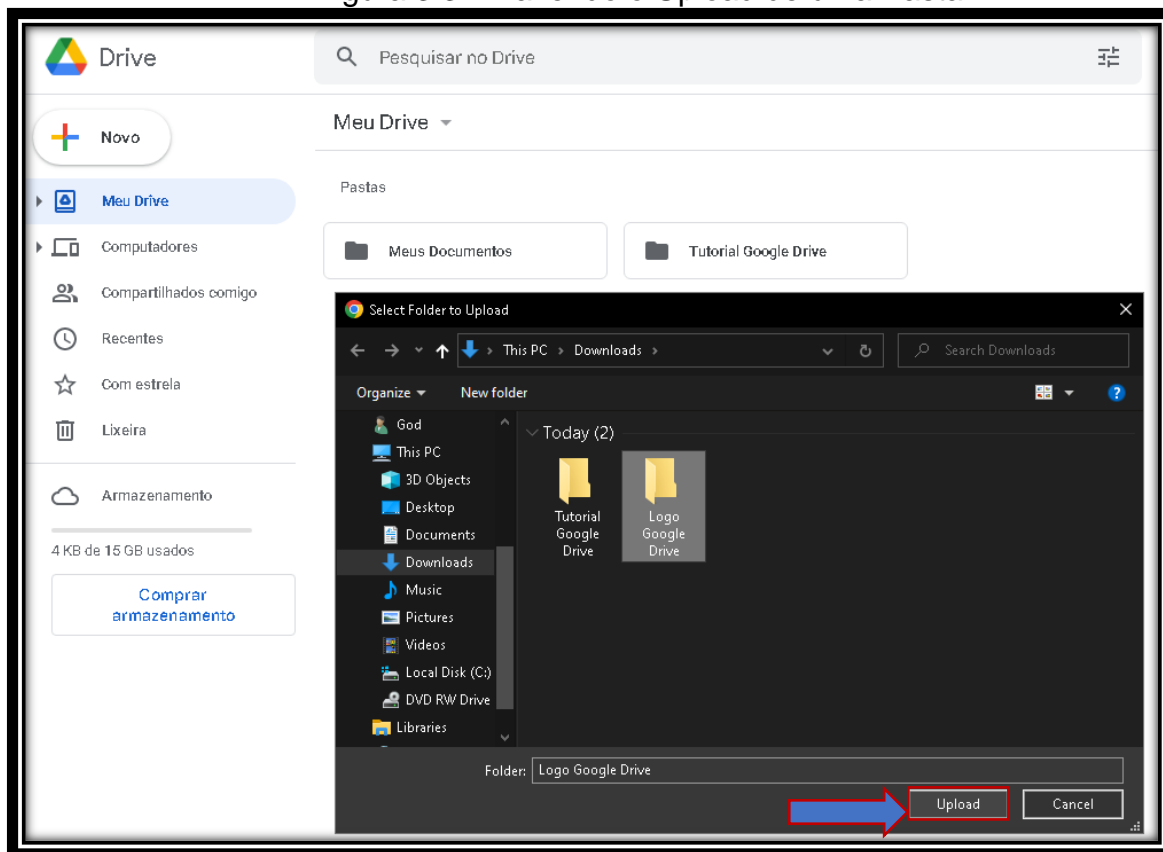 Drive
Pesquisar no Drive
Novo
Meu Drive
Computadores
Compartilhados comigo
Recentes
Com estrela
Lixeira
Armazenamento
4 KB de 15 GB usados
Comprar
armazenamento
Meu Drive
Pastas
Meus Documentos
Tutorial Google Drive
Select Folder to Upload
This PC
Downloads
Search Downloads
Organize
New folder
God
This PC
3D Objects
Desktop
Documents
Downloads
Music
Pictures
Videos
Local Disk (C:)
DVD RW Drive
Libraries
Today (2)
Tutorial
Google
Drive
Logo
Google
Drive
Folder: Logo Google Drive
Upload
Cancel